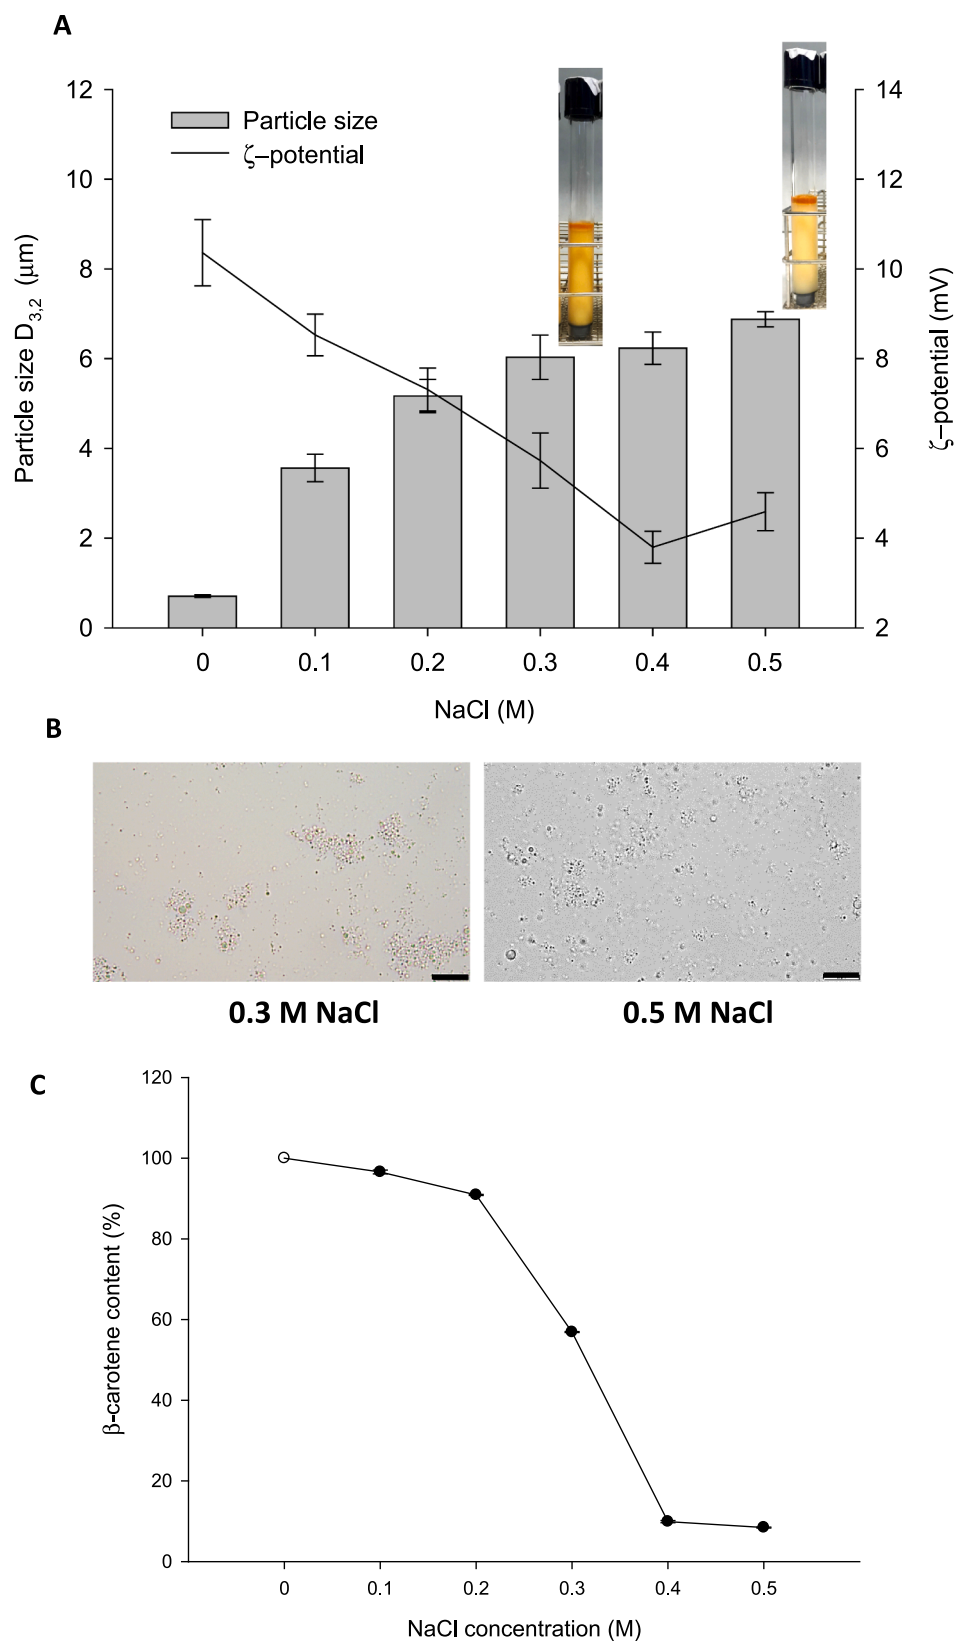 A
Particle size
ζ–potential
12
10
8
6
4
2
0
Particle size D3,2 (μm)
14
12
10
8
6
4
2
ζ–potential (mV)
0 0.1 0.2 0.3 0.4 0.5
NaCl (M)
B
0.3 M NaCl 0.5 M NaCl
C
120
100
80
60
40
20
0
β-carotene content (%)
0 0.1 0.2 0.3 0.4 0.5
NaCl concentration (M)